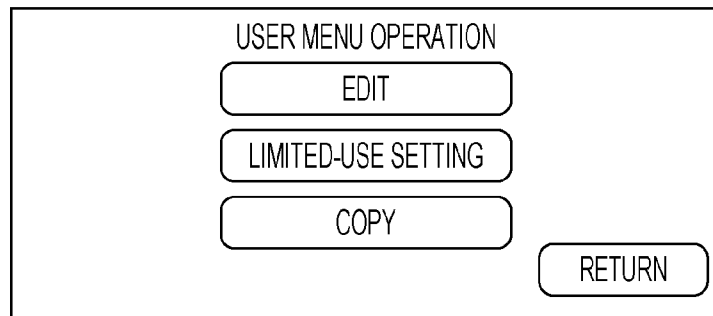 USER MENU OPERATION
EDIT
LIMITED-USE SETTING
COPY
RETURN